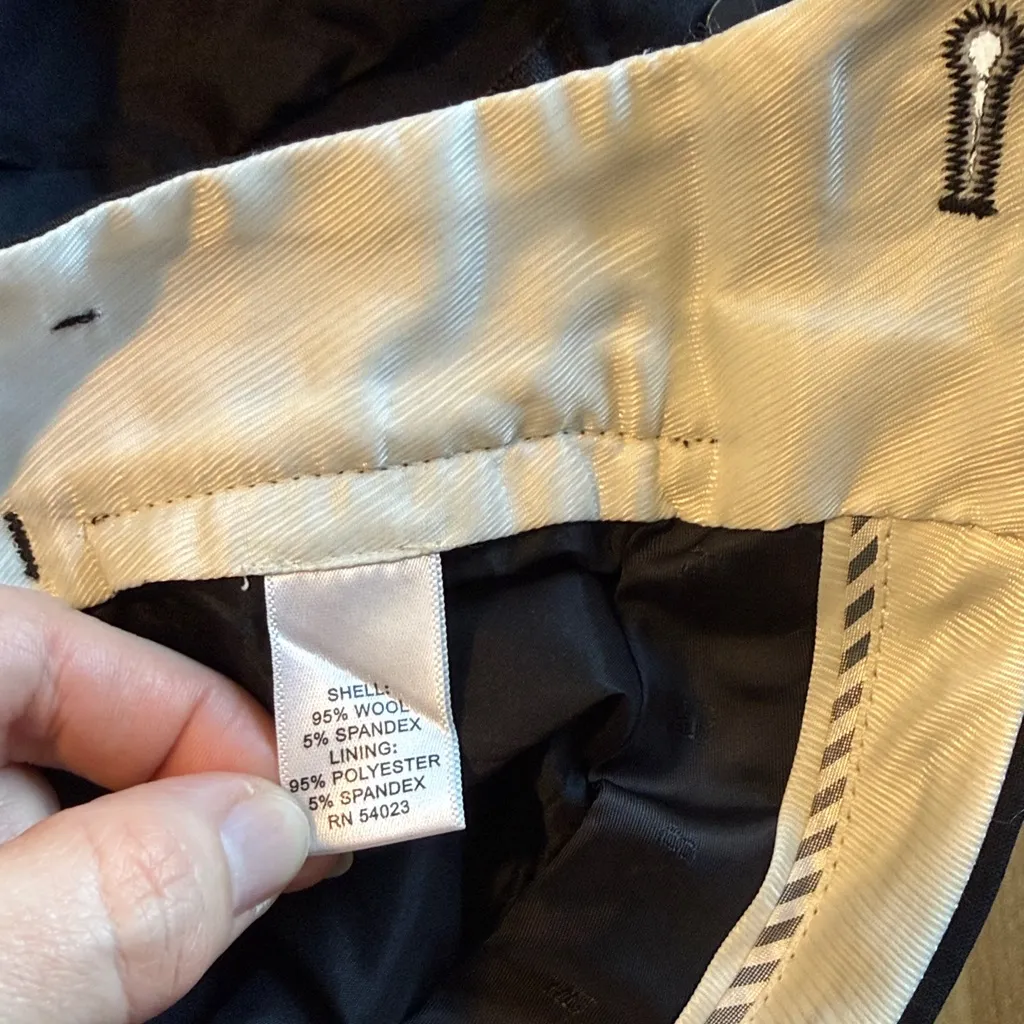 SHELL:
95% WOOL
5% SPANDEX
LINING:
95% POLYESTER
5% SPANDEX
RN 54023